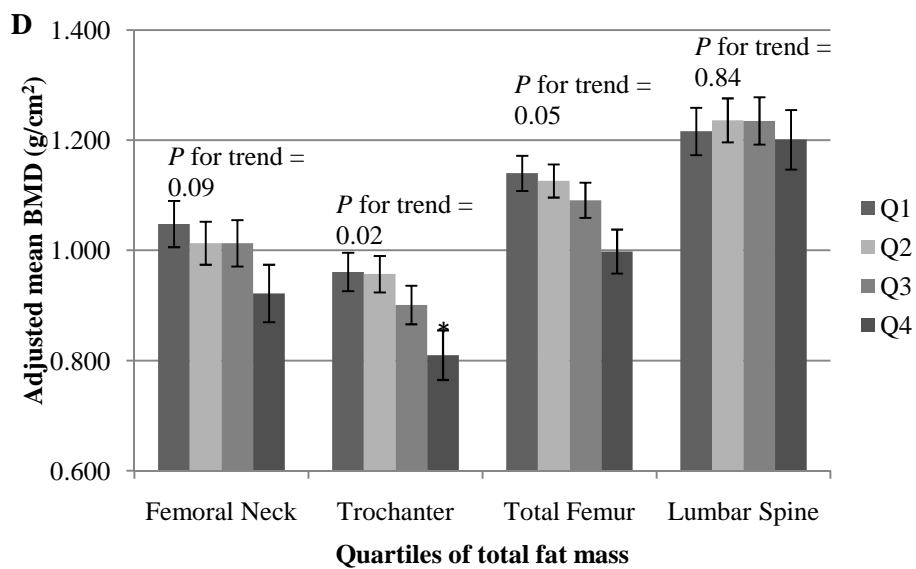 D
Adjusted mean BMD (g/cm²)
1.400
1.200
1.000
0.800
0.600
P for trend =
0.09
P for trend =
0.02
*
P for trend =
0.05
P for trend =
0.84
Q1
Q2
Q3
Q4
Femoral Neck
Trochanter
Total Femur
Lumbar Spine
Quartiles of total fat mass